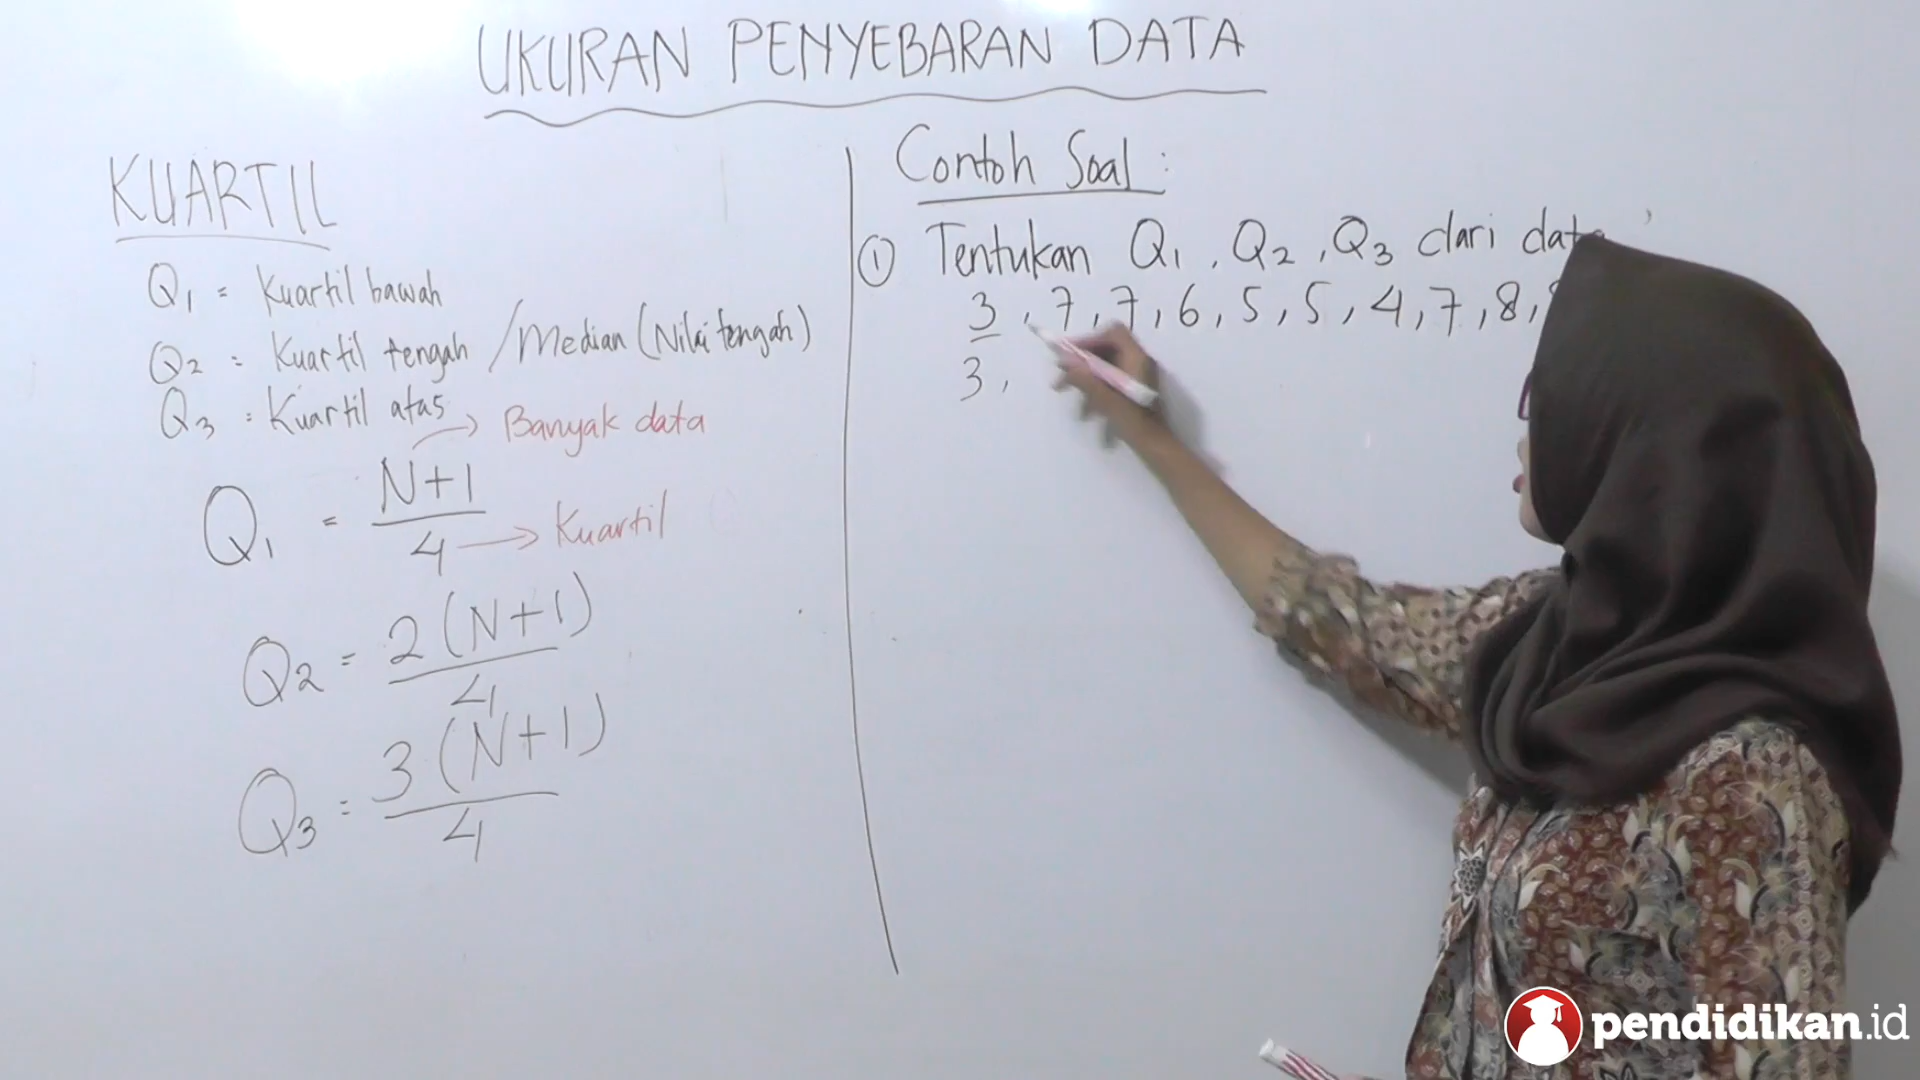 UKURAN PENYEBARAN DATA
KUARTIL
Q1 = Kuartil bawah
Q2 = Kuartil tengah / Median (Nilai tengah)
Q3 = Kuartil atas
Banyak data
Q1 = N+1
4 → Kuartil
Q2 = 2(N+1)
4
Q3 = 3(N+1)
4
Contoh Soal:
① Tentukan Q1, Q2, Q3 dari
3, 7, 7, 6, 5, 5, 4, 7, 8,
3,
pendidikan.id